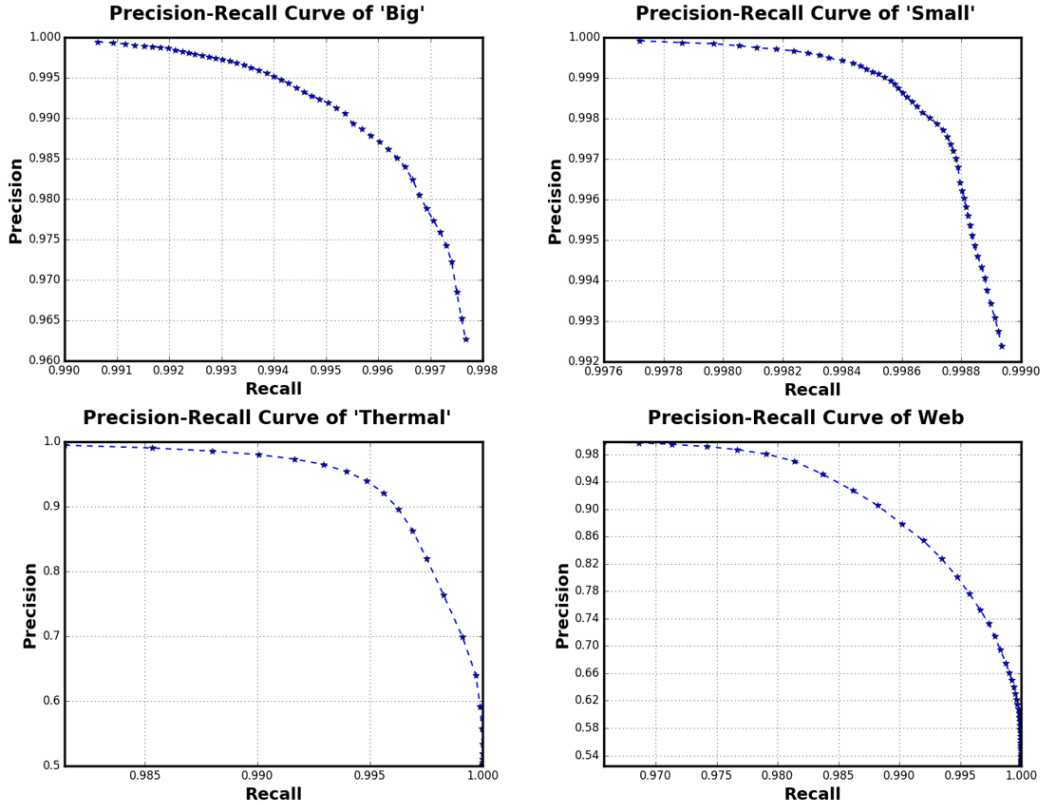 Precision-Recall Curve of 'Big'
1.000
0.995
0.990
0.985
0.980
0.975
0.970
0.965
0.960
Precision
0.990 0.991 0.992 0.993 0.994 0.995 0.996 0.997 0.998
Recall
Precision-Recall Curve of 'Small'
1.000
0.999
0.998
0.997
0.996
0.995
0.994
0.993
0.992
Precision
0.9976 0.9978 0.9980 0.9982 0.9984 0.9986 0.9988 0.9990
Recall
Precision-Recall Curve of 'Thermal'
1.0
0.9
0.8
0.7
0.6
0.5
Precision
0.985 0.990 0.995 1.000
Recall
Precision-Recall Curve of Web
0.98
0.94
0.90
0.86
0.82
0.78
0.74
0.70
0.66
0.62
0.58
0.54
Precision
0.970 0.975 0.980 0.985 0.990 0.995 1.000
Recall